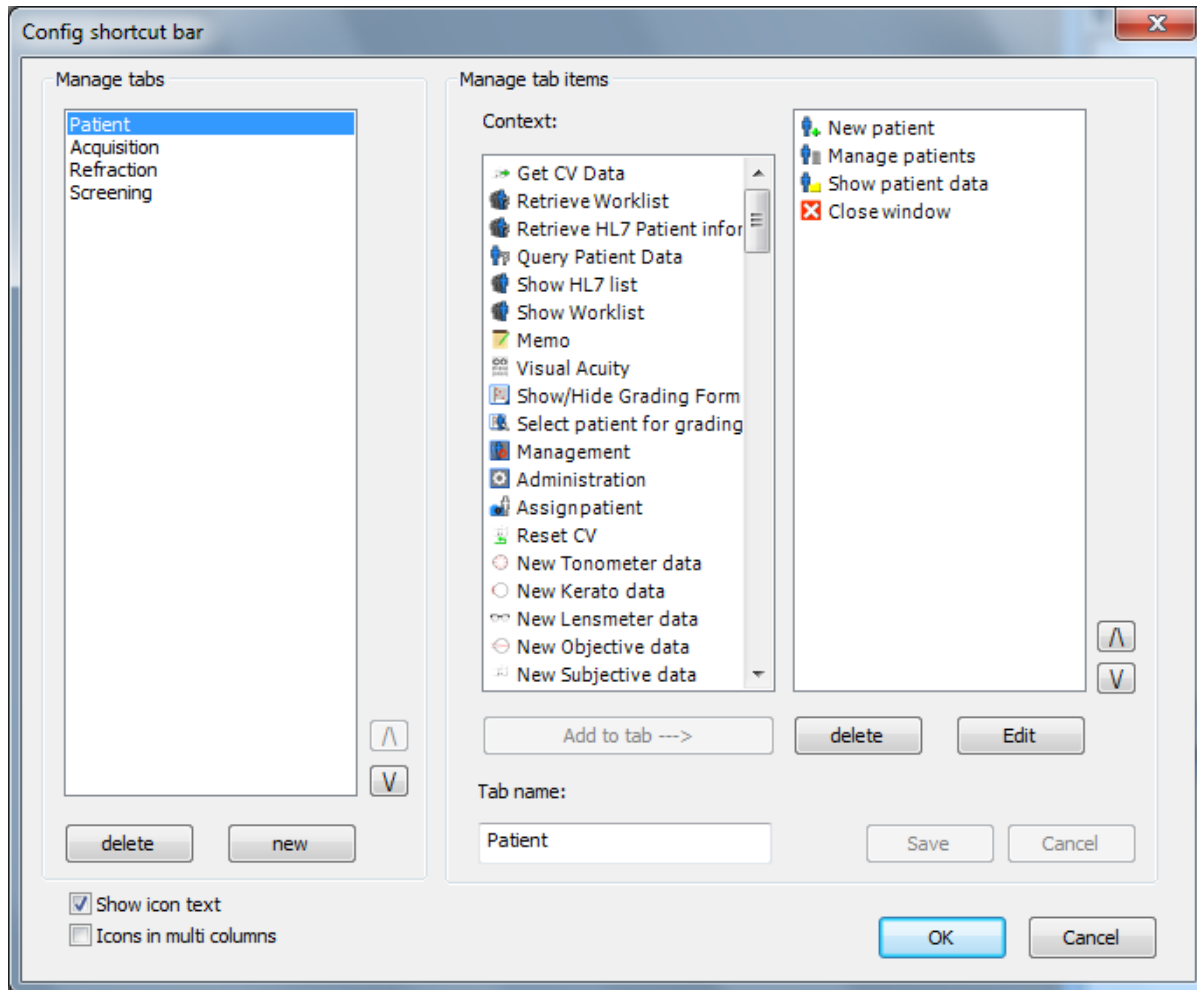 Config shortcut bar
Manage tabs
Patient
Acquisition
Refraction
Screening
/\
\/
delete
new
Manage tab items
Context:
Get CV Data
Retrieve Worklist
Retrieve HL7 Patient infor
Query Patient Data
Show HL7 list
Show Worklist
Memo
Visual Acuity
Show/Hide Grading Form
Select patient for grading
Management
Administration
Assign patient
Reset CV
New Tonometer data
New Kerato data
New Lensmeter data
New Objective data
New Subjective data
New patient
Manage patients
Show patient data
Close window
/\
\/
Add to tab --->
delete
Edit
Tab name:
Patient
Save
Cancel
Show icon text
Icons in multi columns
OK
Cancel